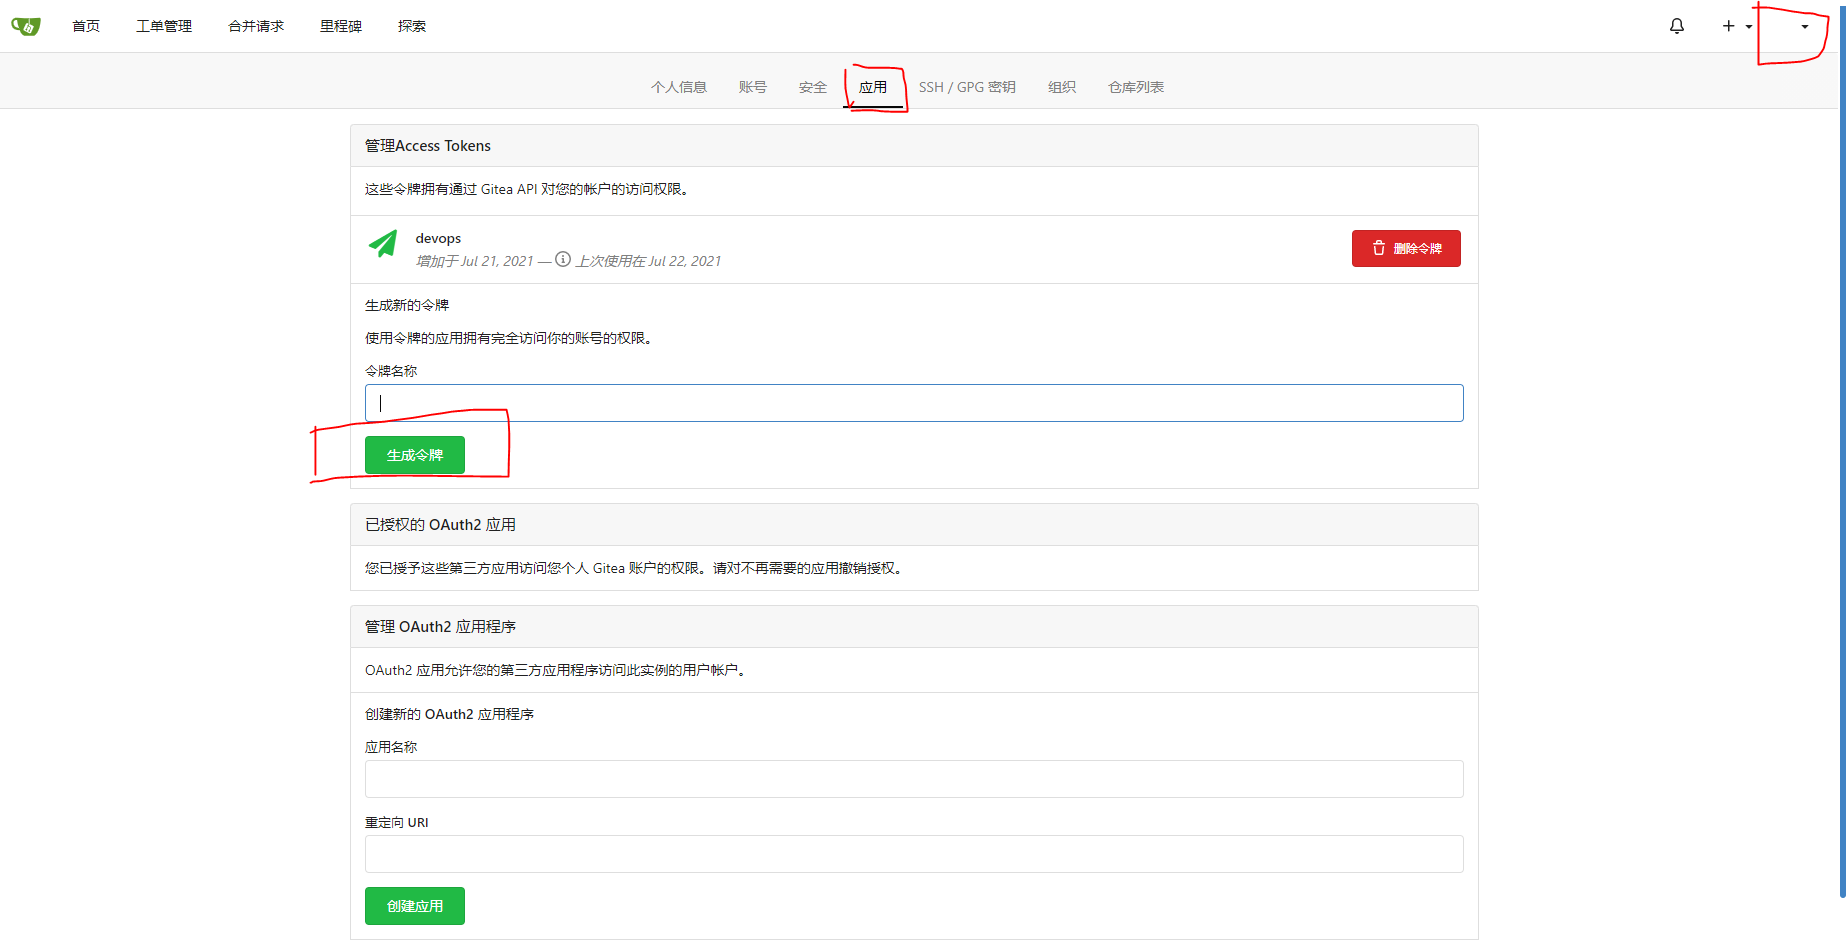 首页 工单管理 合并请求 里程碑 探索
个人信息 账号 安全 应用 SSH / GPG 密钥 组织 仓库列表
管理Access Tokens
这些令牌拥有通过 Gitea API 对您的帐户的访问权限。
devops
增加于 Jul 21, 2021 — 上次使用在 Jul 22, 2021
删除令牌
生成新的令牌
使用令牌的应用拥有完全访问你的账号的权限。
令牌名称
生成令牌
已授权的 OAuth2 应用
您已授予这些第三方应用访问您个人 Gitea 账户的权限。请对不再需要的应用撤销授权。
管理 OAuth2 应用程序
OAuth2 应用允许您的第三方应用程序访问此实例的用户帐户。
创建新的 OAuth2 应用程序
应用名称
重定向 URI
创建应用